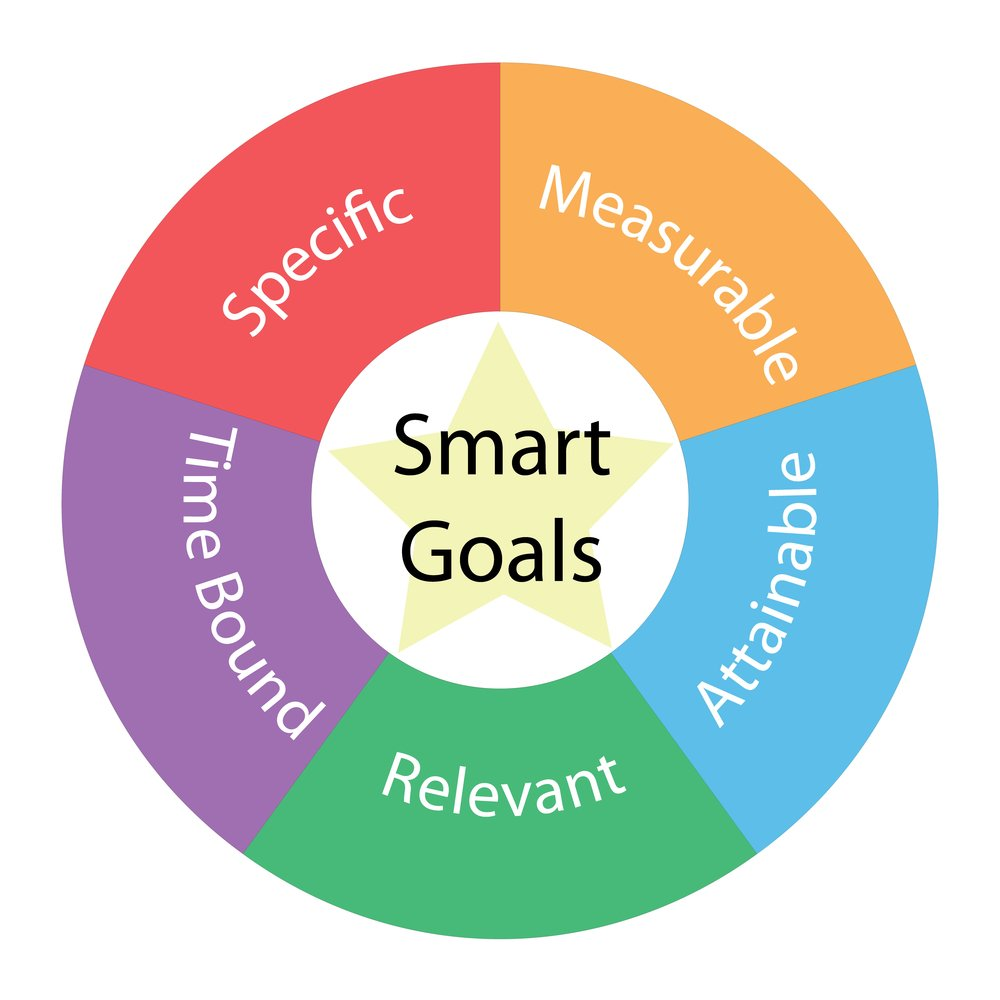 Smart
Goals
Specific
Measurable
Attainable
Relevant
Time Bound